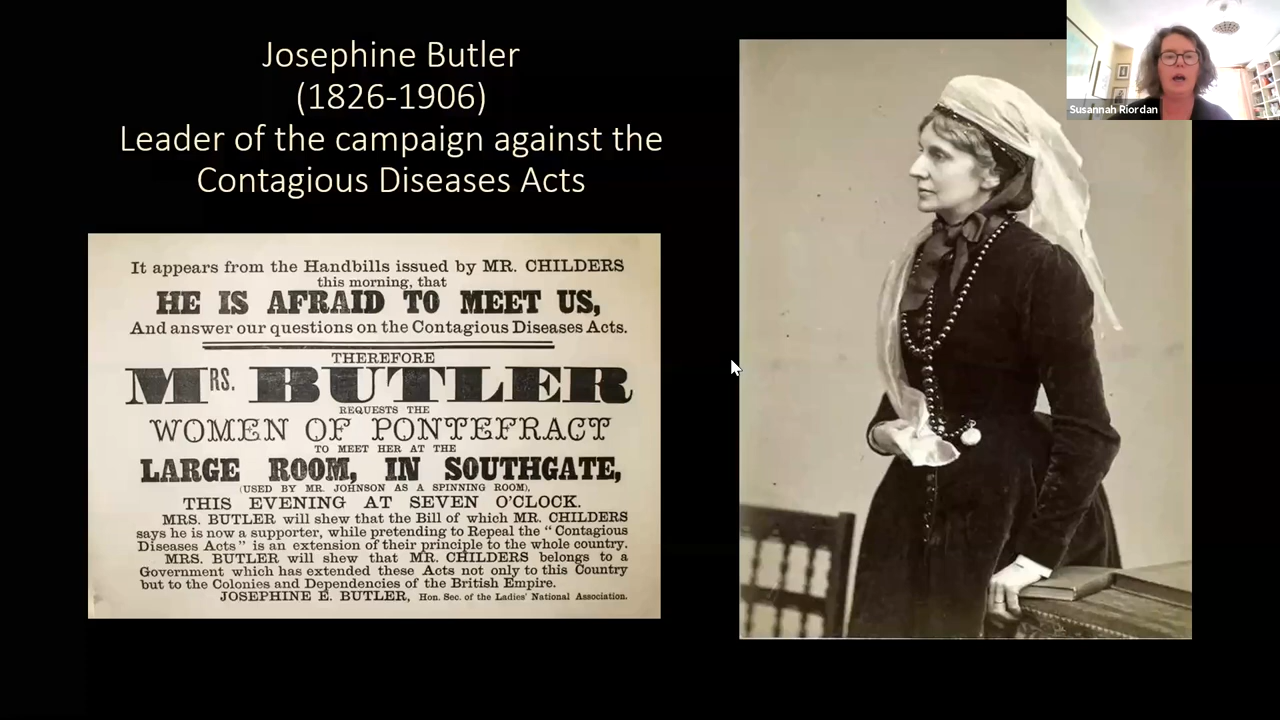 Josephine Butler
(1826-1906)
Leader of the campaign against the
Contagious Diseases Acts
Susannah Riordan
It appears from the Handbills issued by MR. CHILDERS
this morning, that
HE IS AFRAID TO MEET US,
And answer our questions on the Contagious Diseases Acts.
THEREFORE
MRS. BUTLER
REQUESTS THE
WOMEN OF PONTEFRACT
TO MEET HER AT THE
LARGE ROOM, IN SOUTHGATE,
(USED BY MR. JOHNSON AS A SPINNING ROOM),
THIS EVENING AT SEVEN O'CLOCK.
MRS. BUTLER will shew that the Bill of which MR. CHILDERS
says he is now a supporter, while pretending to Repeal the "Contagious
Diseases Acts" is an extension of their principle to the whole country.
MRS. BUTLER will shew that MR. CHILDERS belongs to a
Government which has extended these Acts not only to this Country
but to the Colonies and Dependencies of the British Empire.
JOSEPHINE E. BUTLER, Hon. Sec. of the Ladies' National Association.